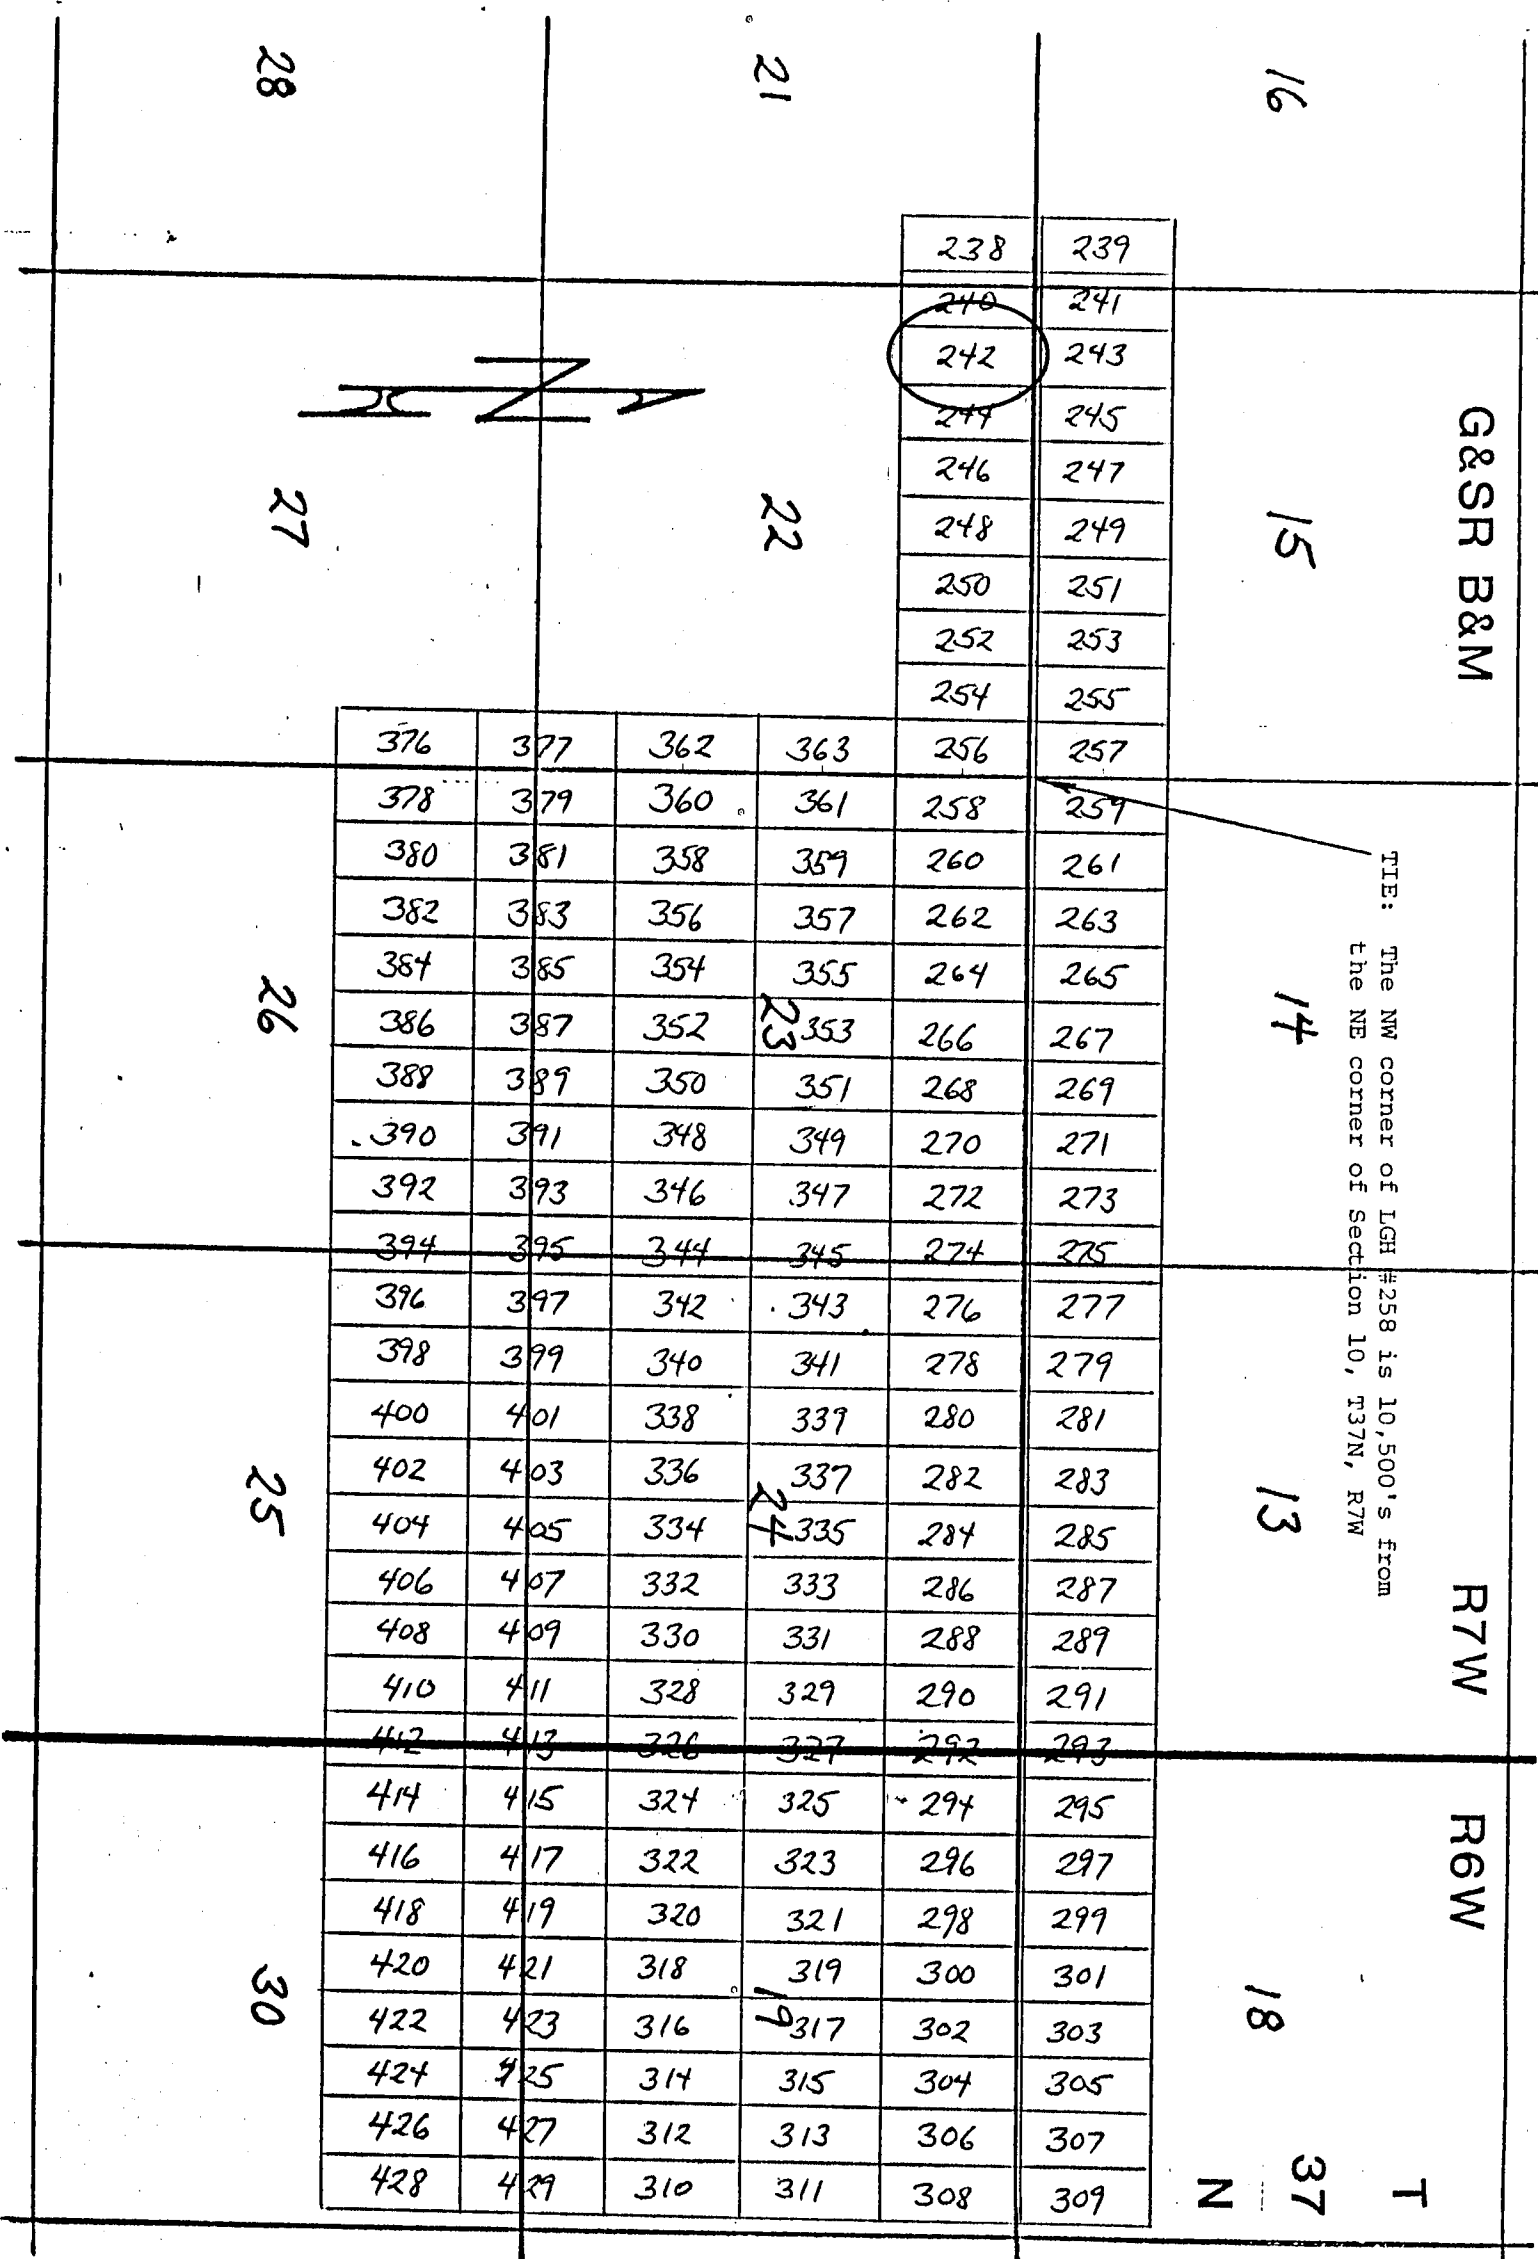 G&SR B&M
R7W
R6W
T
37
N
16
15
14
13
18
21
22
23
24
19
28
27
26
25
30
N
TIE: The NW corner of LGH #258 is 10,500's from
the NE corner of Section 10, T37N, R7W
238 239
240 241
242 243
244 245
246 247
248 249
250 251
252 253
254 255
376 377 362 363 256 257
378 379 360 361 258 259
380 381 358 359 260 261
382 383 356 357 262 263
384 385 354 355 264 265
386 387 352 353 266 267
388 389 350 351 268 269
390 391 348 349 270 271
392 393 346 347 272 273
394 395 344 345 274 275
396 397 342 343 276 277
398 399 340 341 278 279
400 401 338 339 280 281
402 403 336 337 282 283
404 405 334 335 284 285
406 407 332 333 286 287
408 409 330 331 288 289
410 411 328 329 290 291
412 413 326 327 292 293
414 415 324 325 294 295
416 417 322 323 296 297
418 419 320 321 298 299
420 421 318 319 300 301
422 423 316 317 302 303
424 425 314 315 304 305
426 427 312 313 306 307
428 429 310 311 308 309